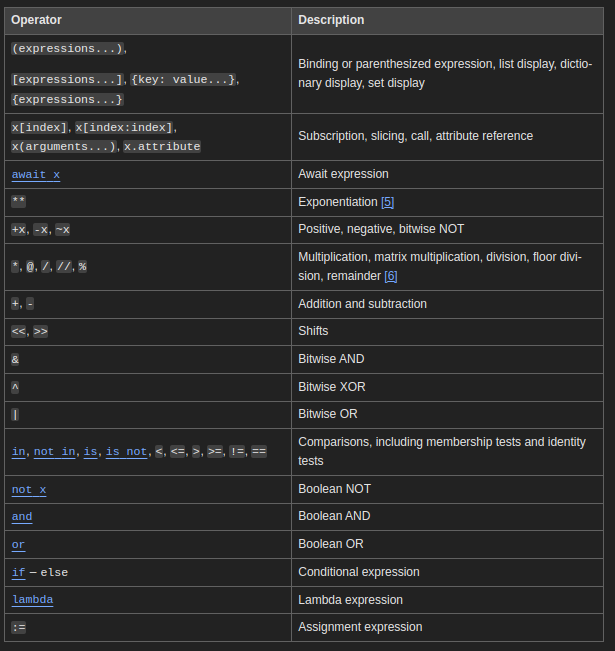 Operator Description
(expressions...),
[expressions...], {key: value...},
{expressions...}
Binding or parenthesized expression, list display, dictio-
nary display, set display
x[index], x[index:index],
x(arguments...), x.attribute
Subscription, slicing, call, attribute reference
await x Await expression
** Exponentiation [5]
+x, -x, ~x Positive, negative, bitwise NOT
*, @, /, //, %
Multiplication, matrix multiplication, division, floor divi-
sion, remainder [6]
+, - Addition and subtraction
<<, >> Shifts
& Bitwise AND
^ Bitwise XOR
| Bitwise OR
in, not in, is, is not, <, <=, >, >=, !=, ==
Comparisons, including membership tests and identity
tests
not x Boolean NOT
and Boolean AND
or Boolean OR
if – else Conditional expression
lambda Lambda expression
:= Assignment expression